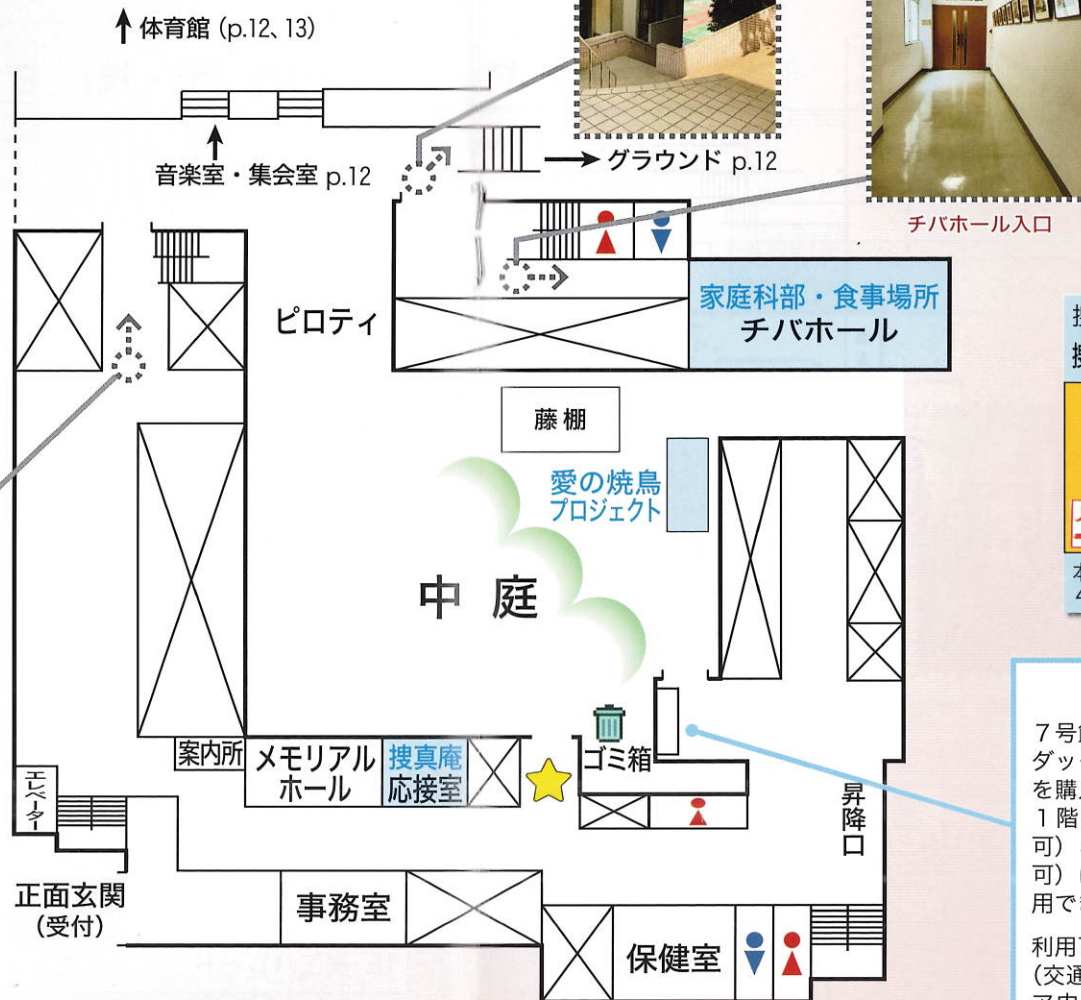 体育館 (p.12、13)
音楽室・集会室 p.12
グラウンド p.12
チバホール入口
ピロティ
家庭科部・食事場所
チバホール
藤棚
愛の焼鳥
プロジェクト
中庭
ゴミ箱
案内所
メモリアル
ホール
捜真庵
応接室
エレベーター
昇降口
正面玄関
(受付)
事務室
保健室
7号館
ダッ
を購
1階
可)
可)
用でき
利用
(交通